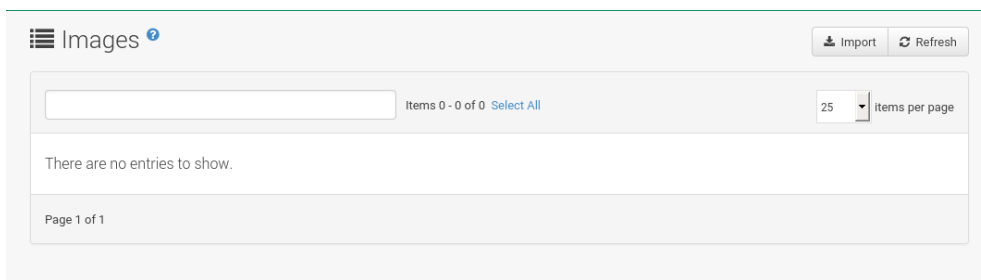 Images ?
Import Refresh
Items 0 - 0 of 0 Select All 25 items per page
There are no entries to show.
Page 1 of 1